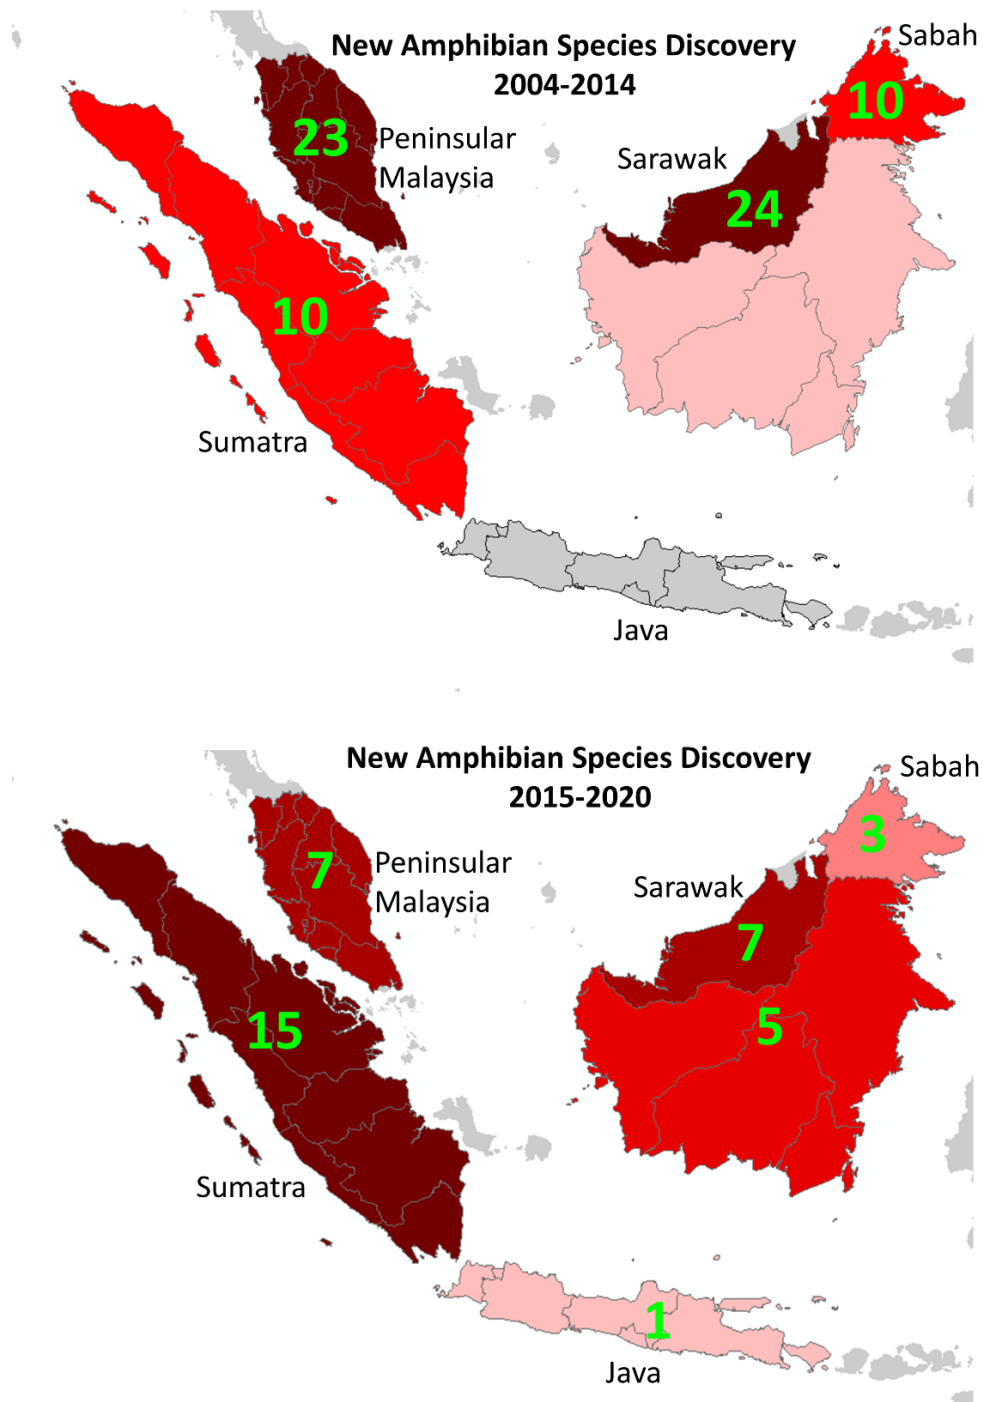 New Amphibian Species Discovery
2004-2014
Sabah
10
23
Peninsular
Malaysia
Sarawak
24
10
Sumatra
Java
New Amphibian Species Discovery
2015-2020
Sabah
3
7
Peninsular
Malaysia
Sarawak
7
15
5
Sumatra
1
Java